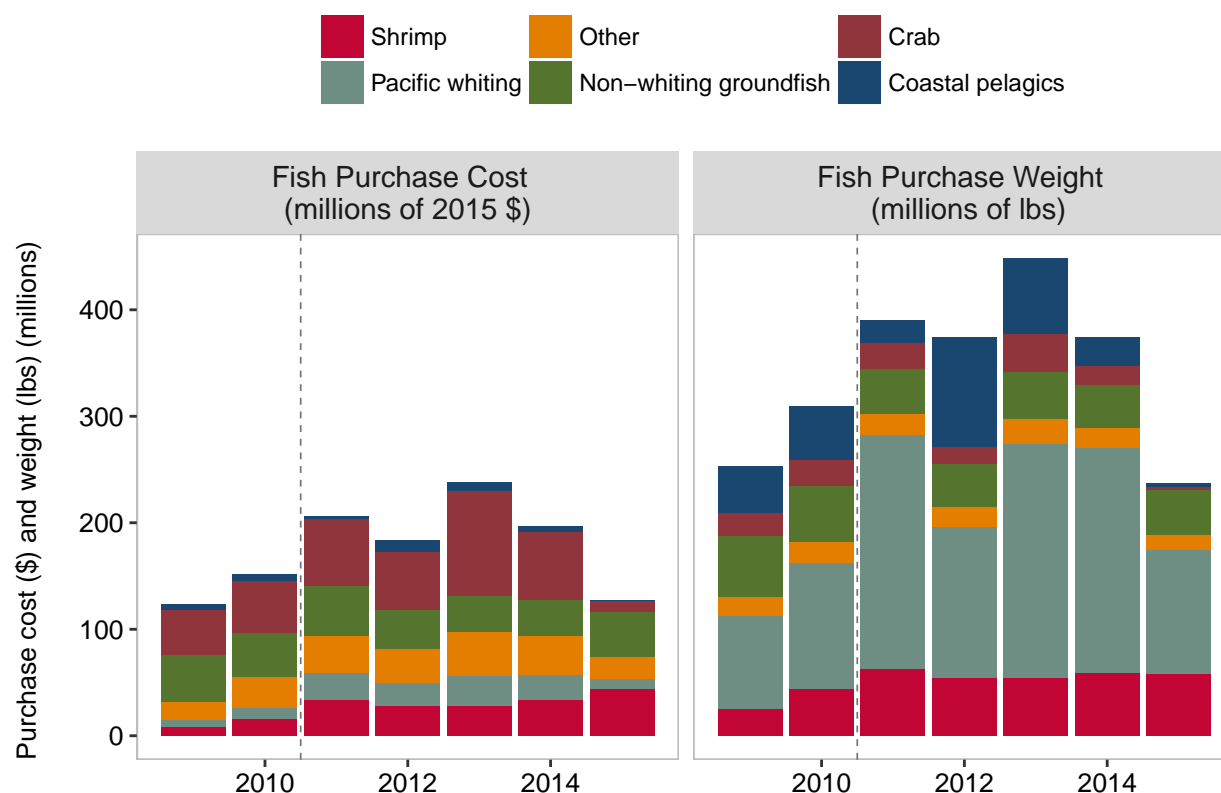 Shrimp
Other
Crab
Pacific whiting
Non−whiting groundfish
Coastal pelagics
Fish Purchase Cost
(millions of 2015 $)
Fish Purchase Weight
(millions of lbs)
Purchase cost ($) and weight (lbs) (millions)
400
300
200
100
0
2010
2012
2014
2010
2012
2014